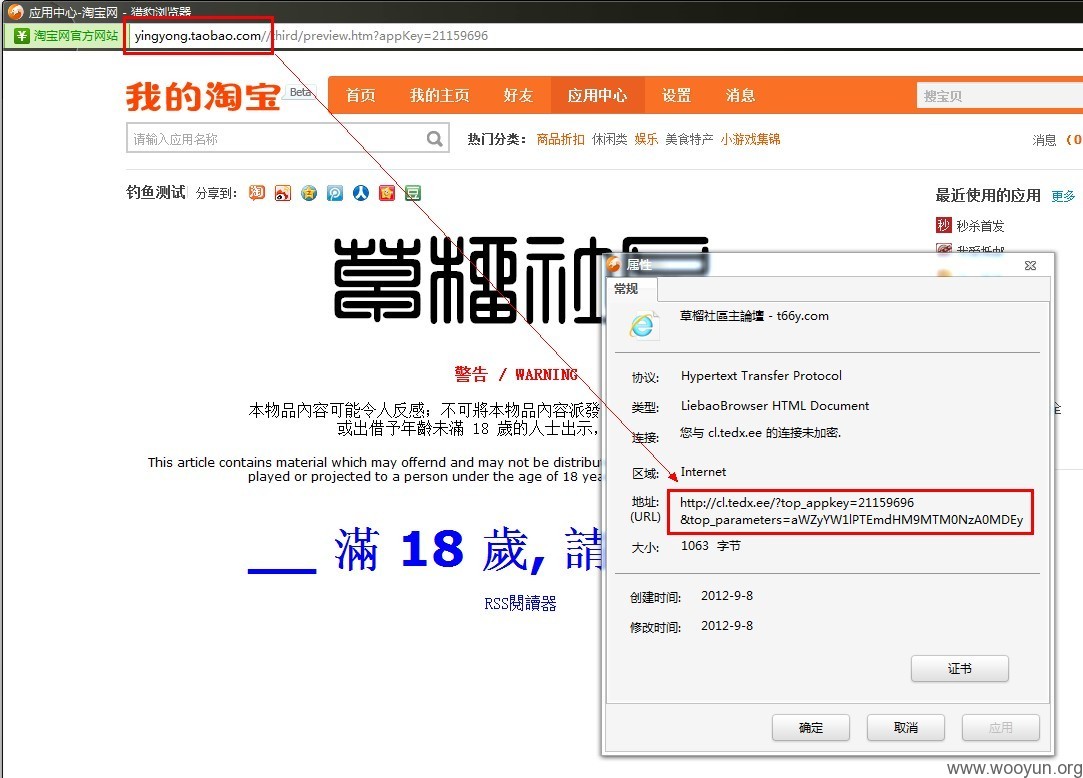 应用中心-淘宝网 - 猎豹浏览器
淘宝网官方网站 yingyong.taobao.com//third/preview.htm?appKey=21159696
我的淘宝 Beta 首页 我的主页 好友 应用中心 设置 消息 搜宝贝
请输入应用名称 热门分类: 商品折扣 休闲类 娱乐 美食特产 小游戏集锦 消息 (0
钓鱼测试 分享到: 最近使用的应用 更多
秒 秒杀首发
草榴社区
警告 / WARNING
本物品內容可能令人反感；不可將本物品內容派發
或出借予年齡未滿 18 歲的人士出示，
This article contains material which may offernd and may not be distribu
played or projected to a person under the age of 18 yea
滿 18 歲, 請
RSS閱讀器
属性
常规
草榴社區主論壇 - t66y.com
协议: Hypertext Transfer Protocol
类型: LiebaoBrowser HTML Document
连接: 您与 cl.tedx.ee 的连接未加密.
区域: Internet
地址: http://cl.tedx.ee/?top_appkey=21159696
(URL) &top_parameters=aWZyYW1lPTEmdHM9MTM0NzA0MDEy
大小: 1063 字节
创建时间: 2012-9-8
修改时间: 2012-9-8
证书
确定 取消 应用
www.wooyun.org